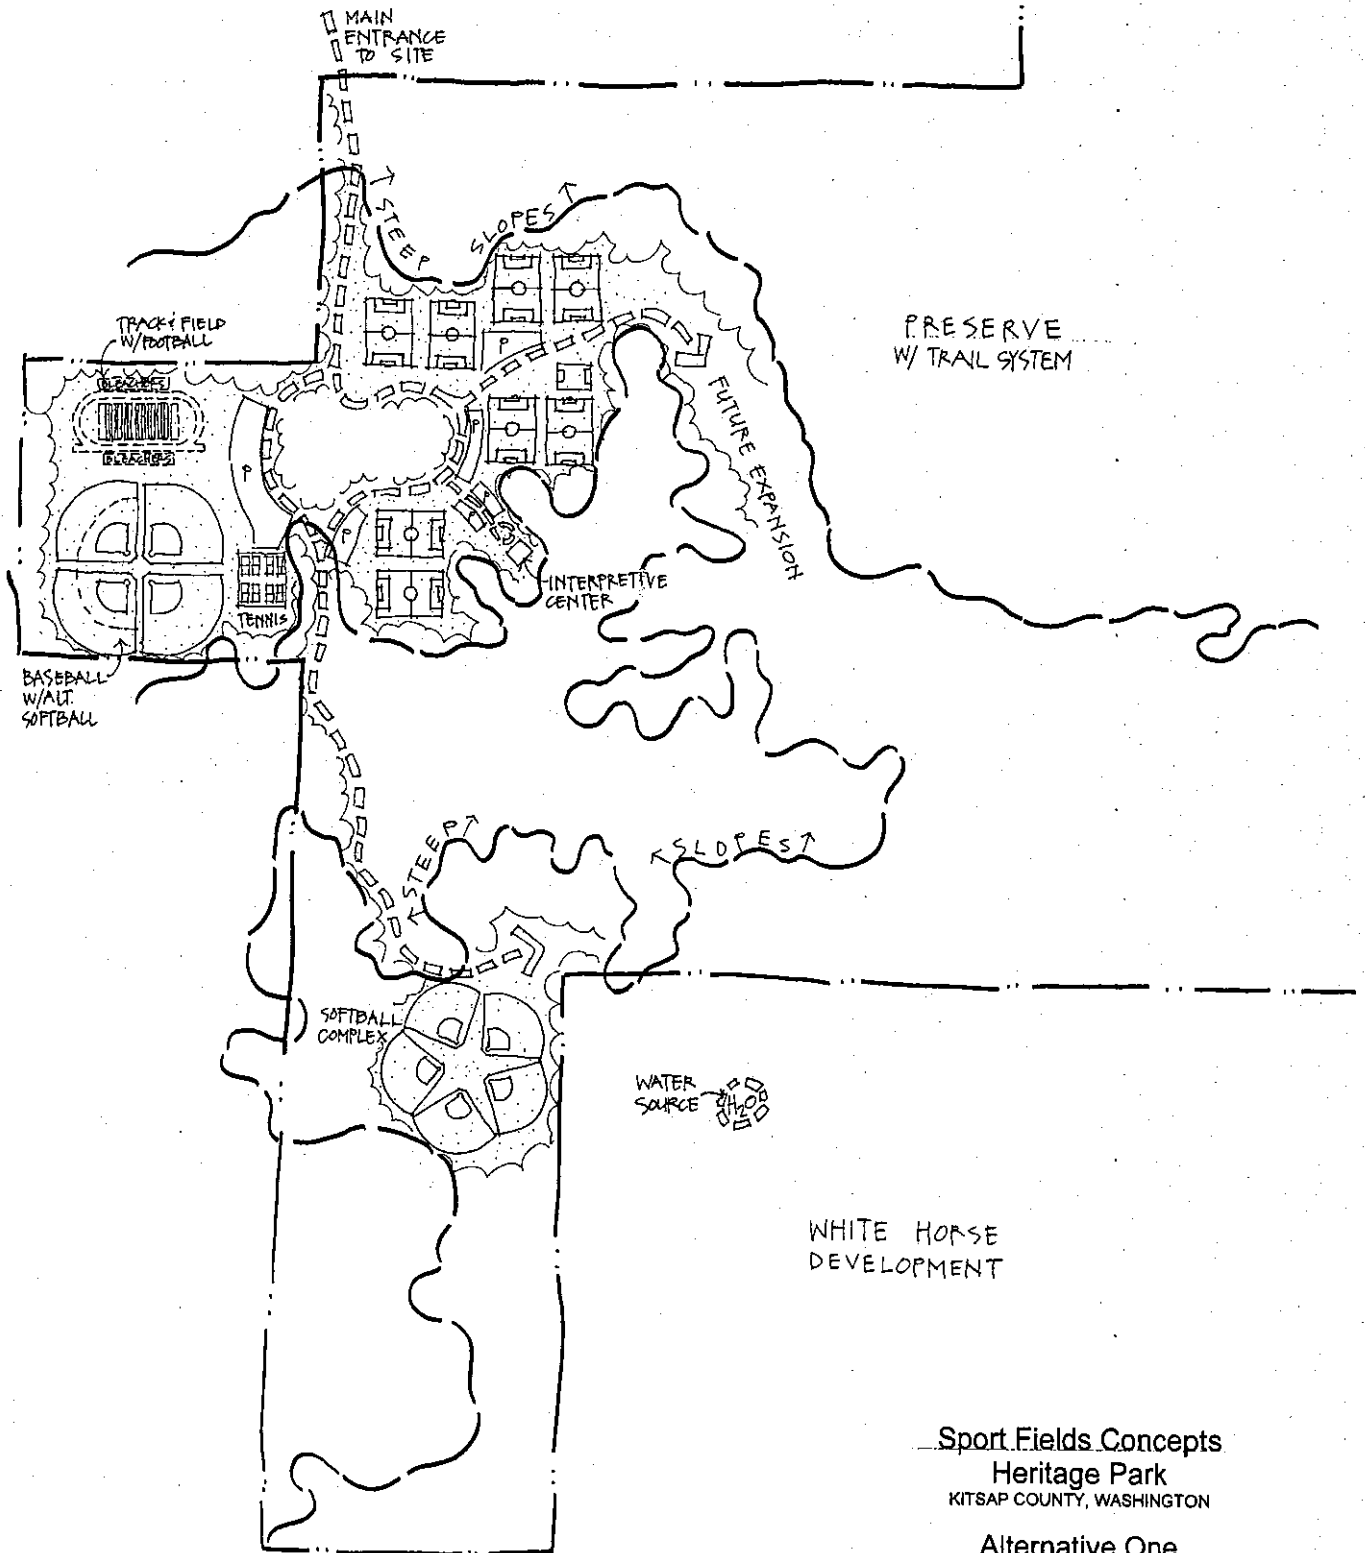 MAIN
ENTRANCE
TO SITE
STEEP
SLOPES
TRACK & FIELD
W/FOOTBALL
BLEACHERS
BLEACHERS
P
P
P
P
PRESERVE
W/ TRAIL SYSTEM
FUTURE EXPANSION
INTERPRETIVE
CENTER
TENNIS
BASEBALL
W/ALT.
SOFTBALL
STEEP
SLOPES
SOFTBALL
COMPLEX
WATER
SOURCE
H2O
WHITE HORSE
DEVELOPMENT
Sport Fields Concepts
Heritage Park
KITSAP COUNTY, WASHINGTON
Alternative One